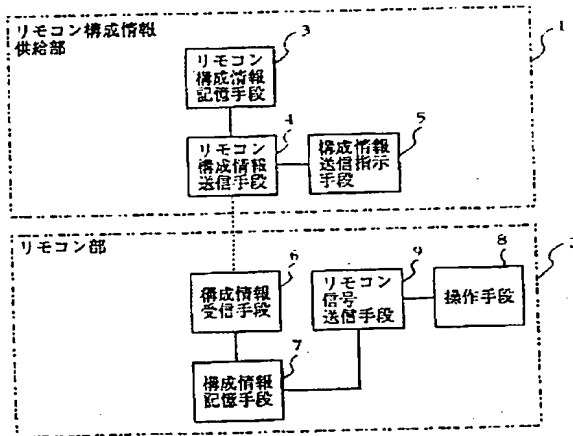 リモコン構成情報
供給部
3
1
リモコン
構成情報
記憶手段
4
5
リモコン
構成情報
送信手段
構成情報
送信指示
手段
リモコン部
2
6
9
8
構成情報
受信手段
リモコン
信号
送信手段
操作手段
7
構成情報
記憶手段